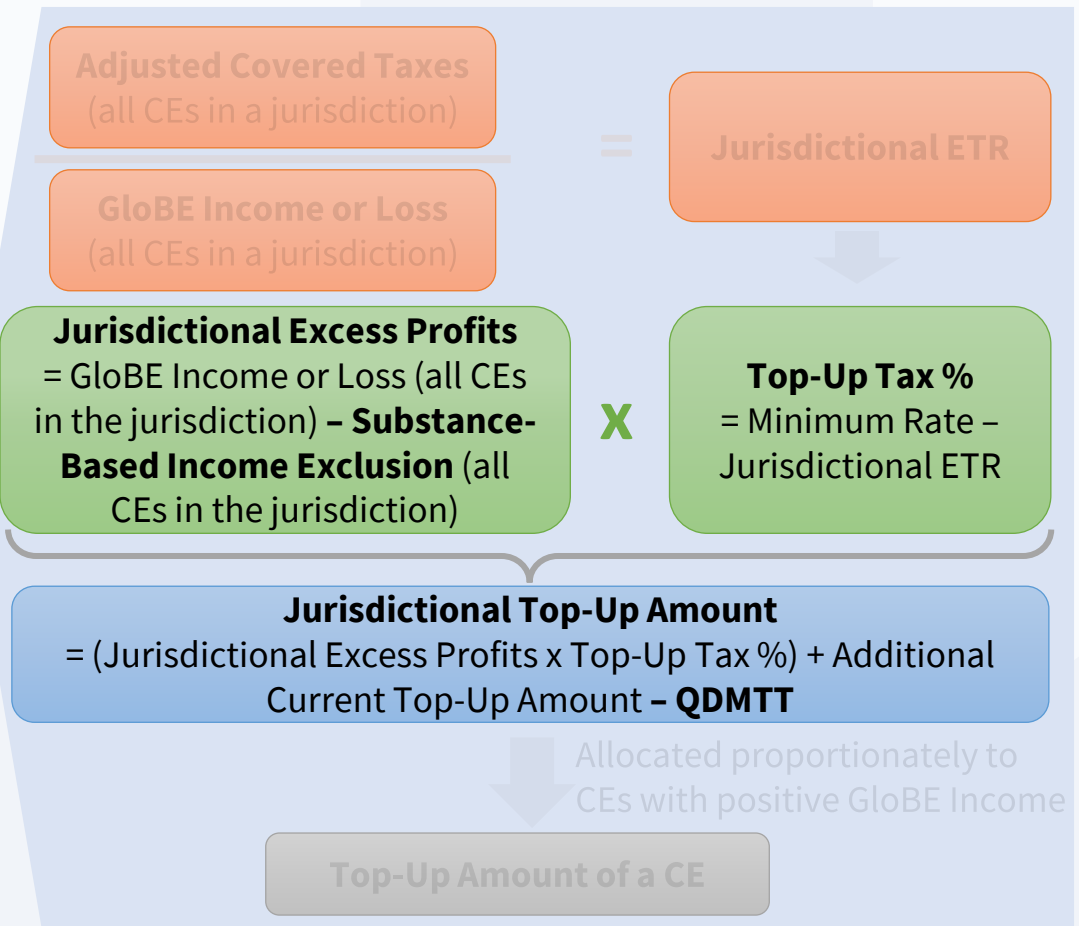 Adjusted Covered Taxes
(all CEs in a jurisdiction)
=
Jurisdictional ETR
GloBE Income or Loss
(all CEs in a jurisdiction)
Jurisdictional Excess Profits
= GloBE Income or Loss (all CEs
in the jurisdiction) – Substance-
Based Income Exclusion (all
CEs in the jurisdiction)
X
Top-Up Tax %
= Minimum Rate –
Jurisdictional ETR
Jurisdictional Top-Up Amount
= (Jurisdictional Excess Profits x Top-Up Tax %) + Additional
Current Top-Up Amount – QDMTT
Allocated proportionately to
CEs with positive GloBE Income
Top-Up Amount of a CE